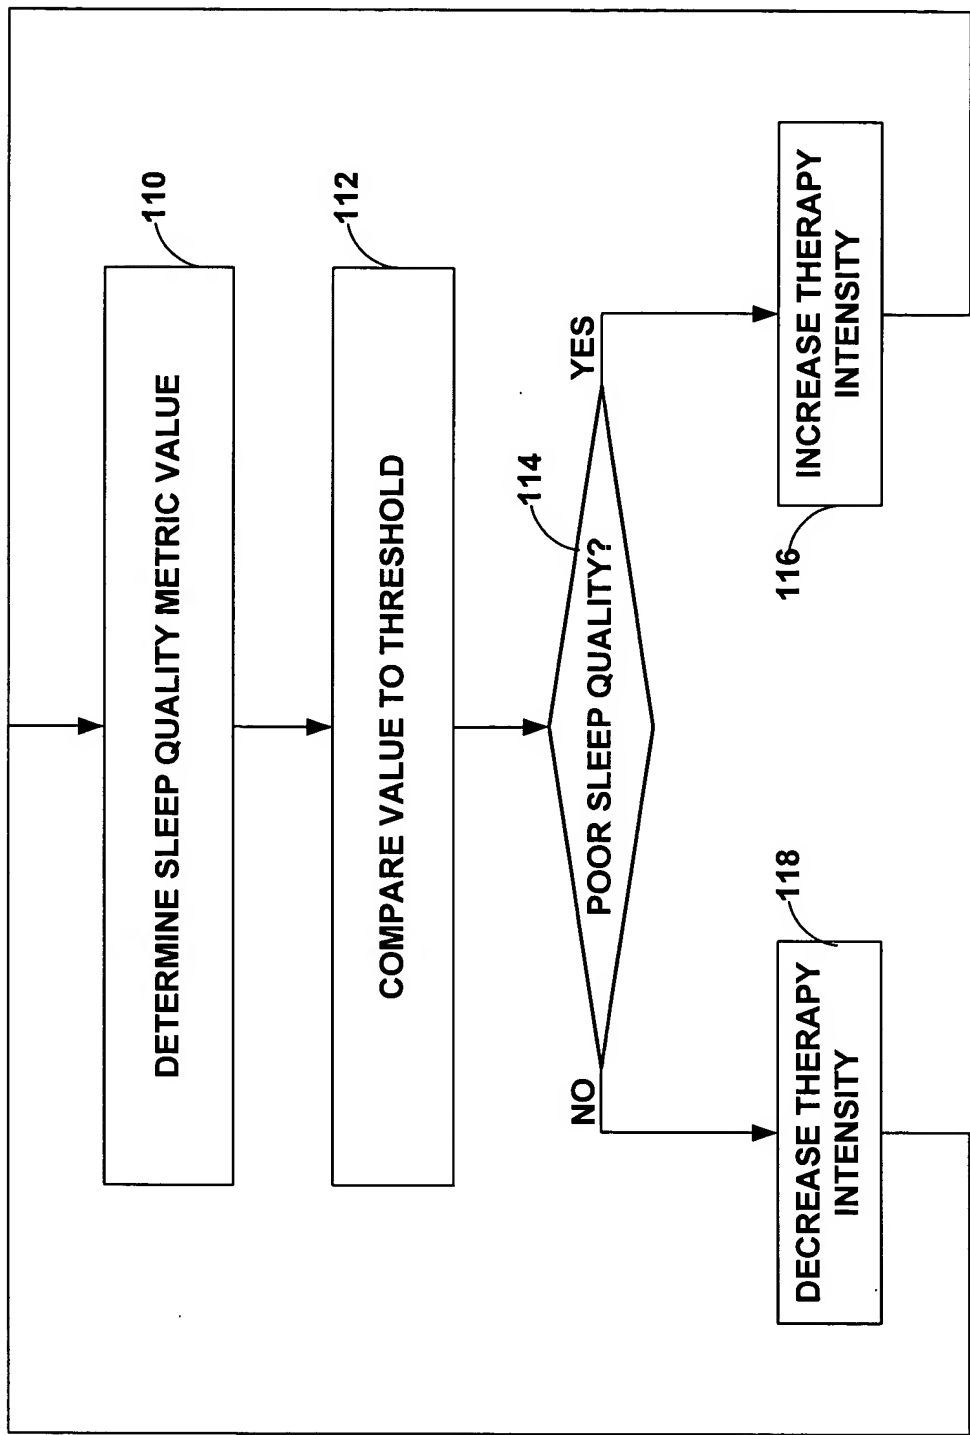 DETERMINE SLEEP QUALITY METRIC VALUE
110
COMPARE VALUE TO THRESHOLD
112
POOR SLEEP QUALITY?
114
NO
YES
DECREASE THERAPY
INTENSITY
118
INCREASE THERAPY
INTENSITY
116